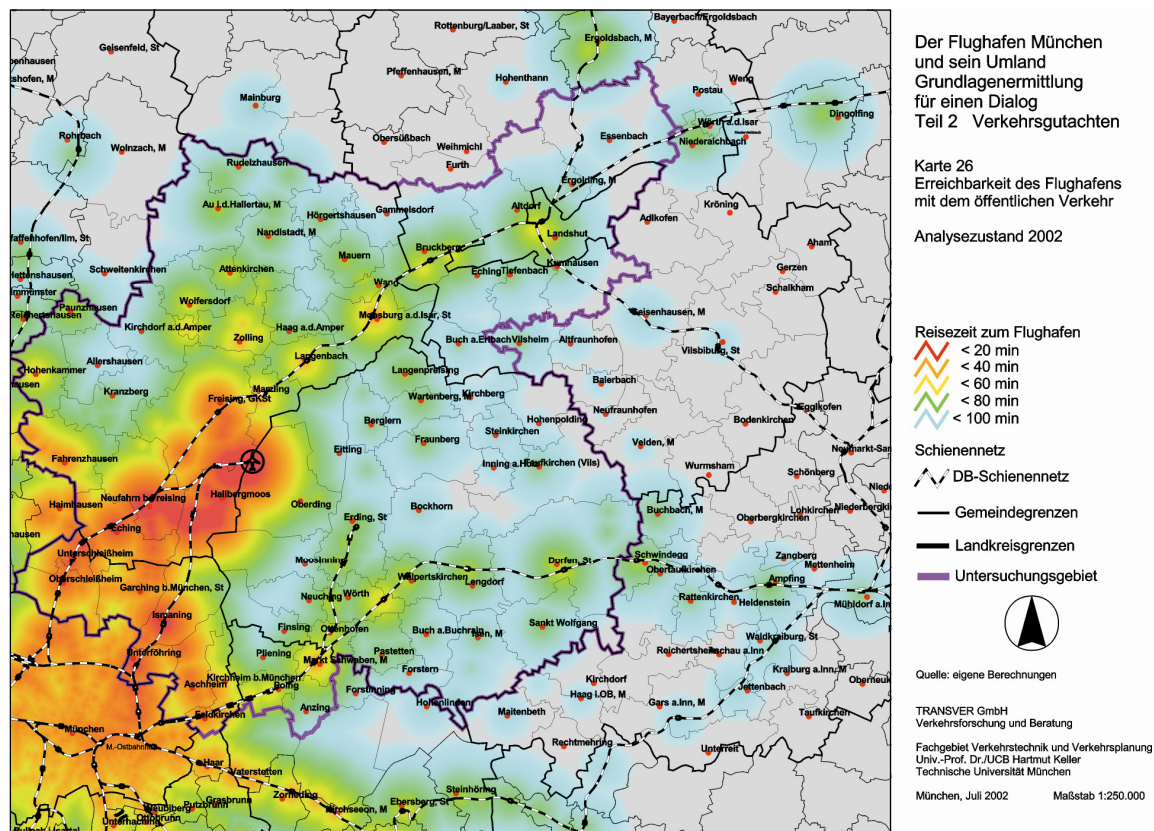 Der Flughafen München
und sein Umland
Grundlagenermittlung
für einen Dialog
Teil 2 Verkehrsgutachten
Karte 26
Erreichbarkeit des Flughafens
mit dem öffentlichen Verkehr
Analysezustand 2002
Reisezeit zum Flughafen
< 20 min
< 40 min
< 60 min
< 80 min
< 100 min
Schienennetz
DB-Schienennetz
Gemeindegrenzen
Landkreisgrenzen
Untersuchungsgebiet
Quelle: eigene Berechnungen
TRANSVER GmbH
Verkehrsforschung und Beratung
Fachgebiet Verkehrstechnik und Verkehrsplanung
Univ.-Prof. Dr./UCB Hartmut Keller
Technische Universität München
München, Juli 2002 Maßstab 1:250.000
Bayerbach/Ergoldsbach
Rottenburg/Laaber, St
Ergoldsbach, M
Geisenfeld, St
Pfeffenhausen, M
Hohenthann
Weng
Postau
Mainburg
Dingolfing
Wörth a.d.Isar
Rohrbach
Wolnzach, M
Obersüßbach
Essenbach
Niederaichbach
Weihmichl
Furth
Rudelzhausen
Ergolding, M
Au i.d.Hallertau, M
Hörgertshausen
Gammelsdorf
Altdorf
Adlkofen
Kröning
Nandlstadt, M
Landshut
Bruckberg
Aham
Mauern
Kumhausen
Gerzen
Schweitenkirchen
Attenkirchen
Eching
Tiefenbach
Wang
Schalkham
Paunzhausen
Wolfersdorf
Moosburg a.d.Isar, St
Geisenhausen, M
Kirchdorf a.d.Amper
Haag a.d.Amper
Zolling
Buch a.Erlbach
Vilsheim
Altfraunhofen
Vilsbiburg, St
Allershausen
Langenbach
Hohenkammer
Langenpreising
Baierbach
Kranzberg
Marzling
Wartenberg, M
Kirchberg
Freising, GKSt
Neufraunhofen
Egglkofen
Berglern
Hohenpolding
Bodenkirchen
Steinkirchen
Fraunberg
Velden, M
Eitting
Fahrenzhausen
Inning a.Holz
Taufkirchen (Vils)
Wurmsham
Schönberg
Neufahrn b.Freising
Hallbergmoos
Haimhausen
Oberding
Bockhorn
Buchbach, M
Lohkirchen
Oberbergkirchen
Erding, St
Eching
Unterschleißheim
Schwindegg
Zangberg
Moosinning
Dorfen, St
Obertaufkirchen
Mettenheim
Oberschleißheim
Walpertskirchen
Lengdorf
Ampfing
Garching b.München, St
Neuching
Wörth
Rattenkirchen
Heldenstein
Ismaning
Finsing
Ottenhofen
Buch a.Buchrain
Isen, M
Sankt Wolfgang
Waldkraiburg, St
Unterföhring
Pliening
Markt Schwaben, M
Pastetten
Forstern
Kraiburg a.Inn, M
Kirchheim b.München
Kirchdorf
Aschheim
Poing
Forstinning
Haag i.OB, M
Jettenbach
Gars a.Inn, M
Hohenlinden
Maitenbeth
Feldkirchen
Anzing
Taufkirchen
München
M.-Ostbahnhof
Rechtmehring
Unterreit
Haar
Vaterstetten
Zorneding
Steinhöring
Grasbrunn
Putzbrunn
Ebersberg, St
Kirchseeon, M
Ottobrunn
Unterhaching